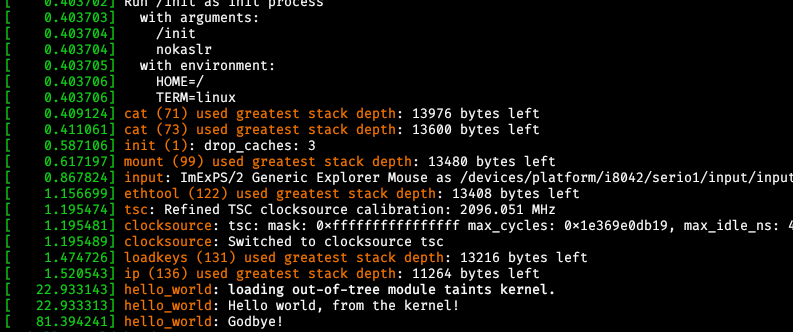 [    0.403702] Run /init as init process
[    0.403703]   with arguments:
[    0.403704]     /init
[    0.403704]     nokaslr
[    0.403705]   with environment:
[    0.403706]     HOME=/
[    0.403706]     TERM=linux
[    0.409124] cat (71) used greatest stack depth: 13976 bytes left
[    0.411061] cat (73) used greatest stack depth: 13600 bytes left
[    0.587106] init (1): drop_caches: 3
[    0.617197] mount (99) used greatest stack depth: 13480 bytes left
[    0.867824] input: ImExPS/2 Generic Explorer Mouse as /devices/platform/i8042/serio1/input/input
[    1.156699] ethtool (122) used greatest stack depth: 13408 bytes left
[    1.195474] tsc: Refined TSC clocksource calibration: 2096.051 MHz
[    1.195481] clocksource: tsc: mask: 0xffffffffffffffff max_cycles: 0x1e369e0db19, max_idle_ns: 4
[    1.195489] clocksource: Switched to clocksource tsc
[    1.474726] loadkeys (131) used greatest stack depth: 13216 bytes left
[    1.520543] ip (136) used greatest stack depth: 11264 bytes left
[   22.933143] hello_world: loading out-of-tree module taints kernel.
[   22.933313] hello_world: Hello world, from the kernel!
[   81.394241] hello_world: Godbye!